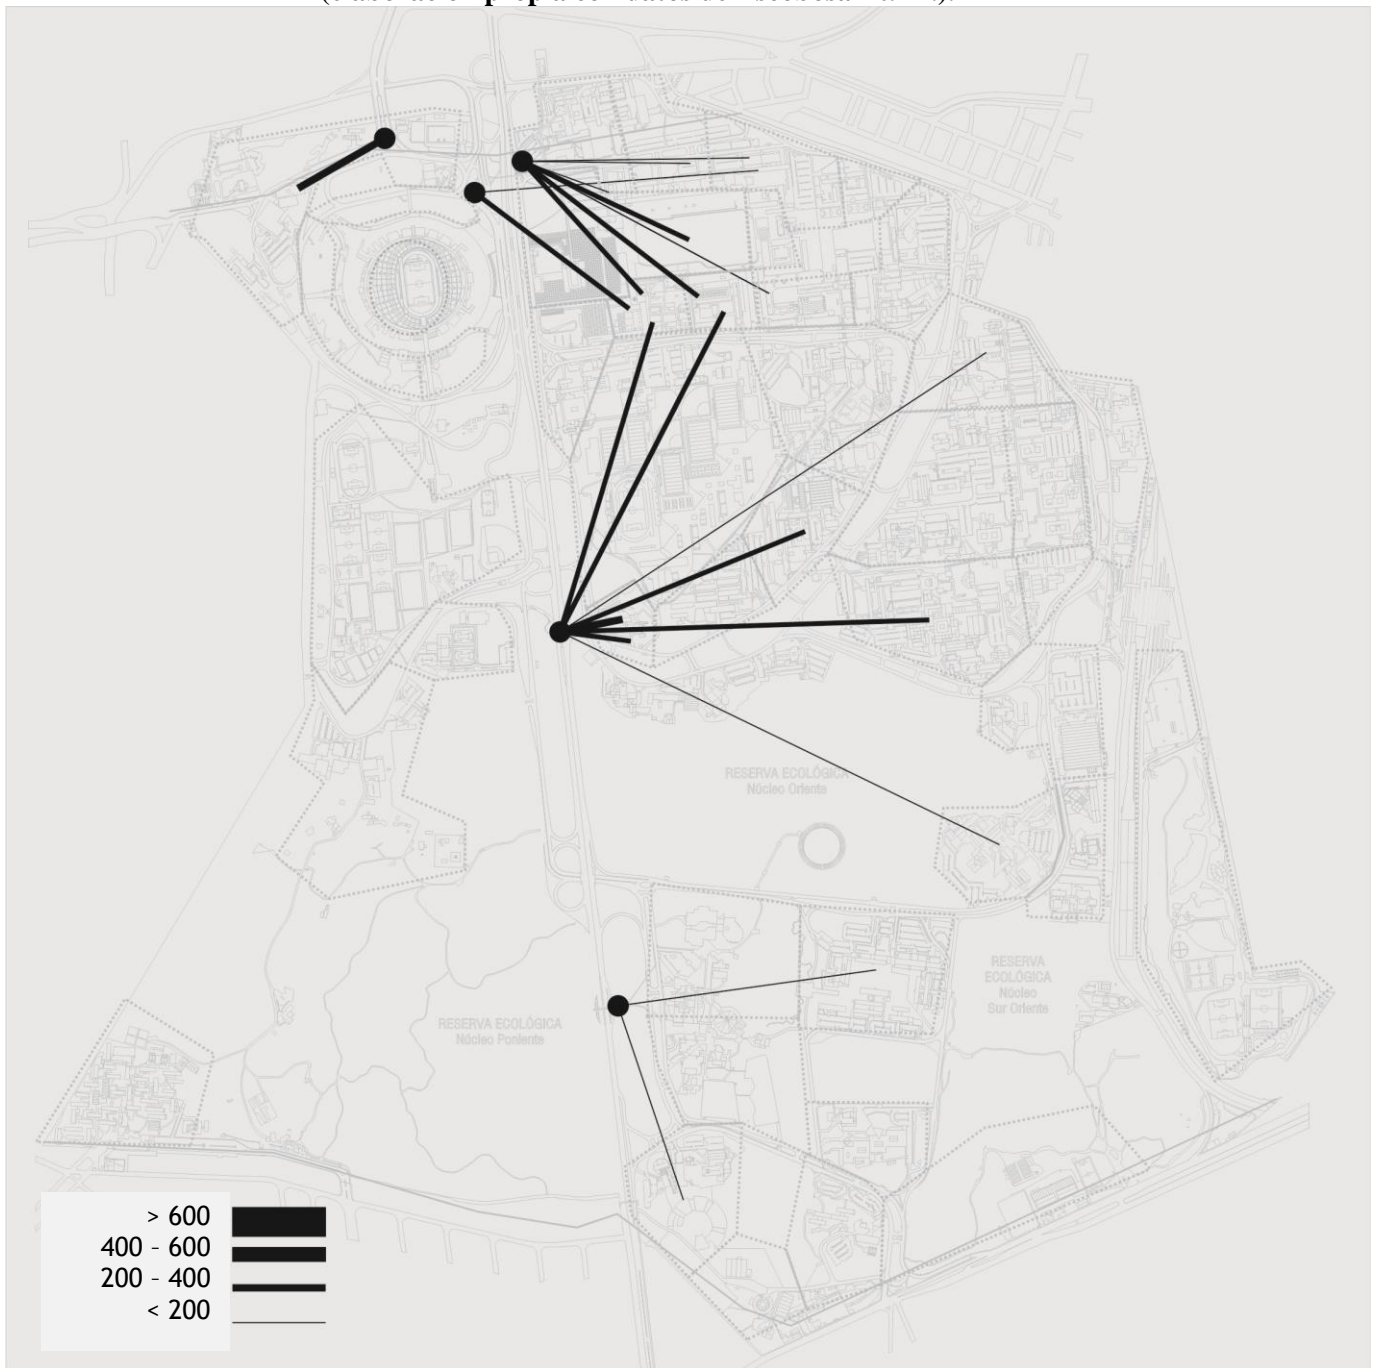 RESERVA ECOLÓGICA
Núcleo Oriente
RESERVA
ECOLÓGICA
Núcleo
Sur Oriente
RESERVA ECOLÓGICA
Núcleo Poniente
> 600
400 - 600
200 - 400
< 200